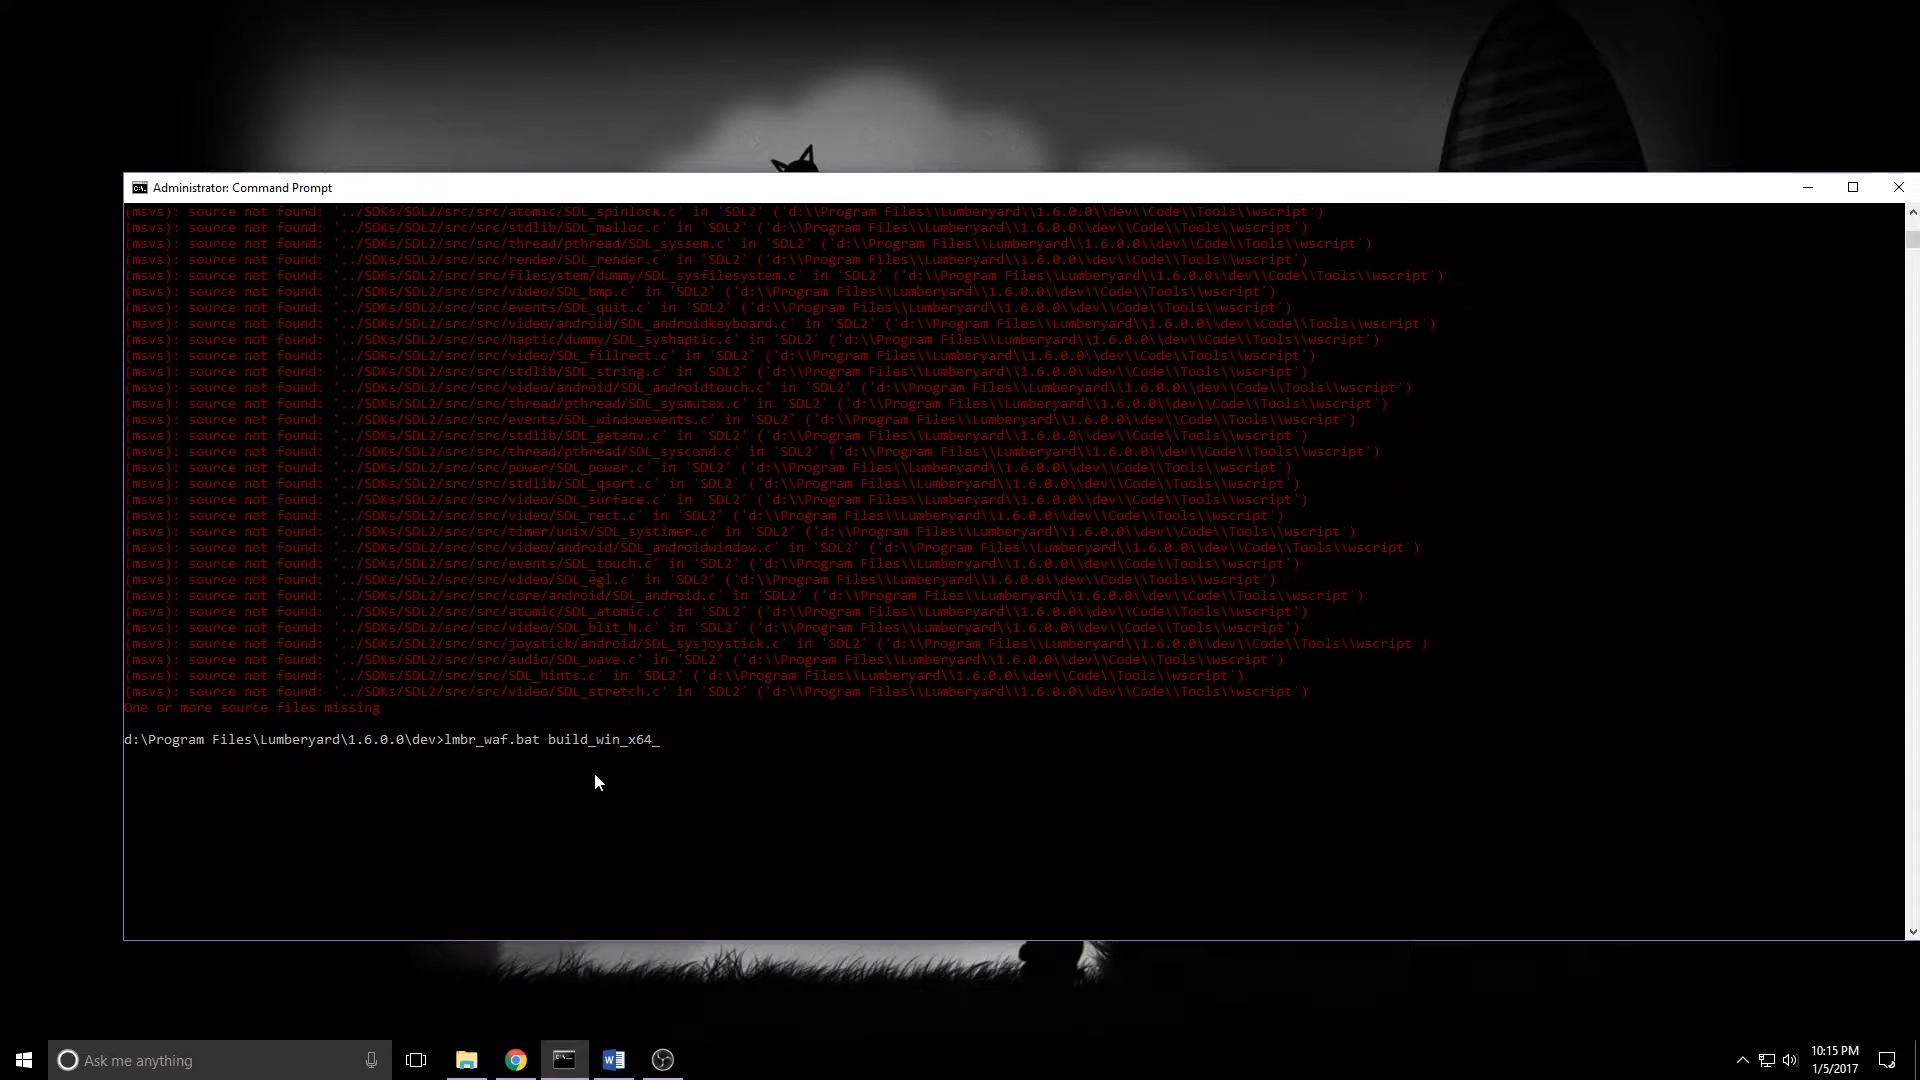 Administrator: Command Prompt
(msvs): source not found: '../SDKs/SDL2/src/src/atomic/SDL_spinlock.c' in 'SDL2' ('d:\\Program Files\\Lumberyard\\1.6.0.0\\dev\\Code\\Tools\\wscript')
(msvs): source not found: '../SDKs/SDL2/src/src/stdlib/SDL_malloc.c' in 'SDL2' ('d:\\Program Files\\Lumberyard\\1.6.0.0\\dev\\Code\\Tools\\wscript')
(msvs): source not found: '../SDKs/SDL2/src/src/thread/pthread/SDL_syssem.c' in 'SDL2' ('d:\\Program Files\\Lumberyard\\1.6.0.0\\dev\\Code\\Tools\\wscript')
(msvs): source not found: '../SDKs/SDL2/src/src/render/SDL_render.c' in 'SDL2' ('d:\\Program Files\\Lumberyard\\1.6.0.0\\dev\\Code\\Tools\\wscript')
(msvs): source not found: '../SDKs/SDL2/src/src/filesystem/dummy/SDL_sysfilesystem.c' in 'SDL2' ('d:\\Program Files\\Lumberyard\\1.6.0.0\\dev\\Code\\Tools\\wscript')
(msvs): source not found: '../SDKs/SDL2/src/src/video/SDL_bmp.c' in 'SDL2' ('d:\\Program Files\\Lumberyard\\1.6.0.0\\dev\\Code\\Tools\\wscript')
(msvs): source not found: '../SDKs/SDL2/src/src/events/SDL_quit.c' in 'SDL2' ('d:\\Program Files\\Lumberyard\\1.6.0.0\\dev\\Code\\Tools\\wscript')
(msvs): source not found: '../SDKs/SDL2/src/src/video/android/SDL_androidkeyboard.c' in 'SDL2' ('d:\\Program Files\\Lumberyard\\1.6.0.0\\dev\\Code\\Tools\\wscript')
(msvs): source not found: '../SDKs/SDL2/src/src/haptic/dummy/SDL_syshaptic.c' in 'SDL2' ('d:\\Program Files\\Lumberyard\\1.6.0.0\\dev\\Code\\Tools\\wscript')
(msvs): source not found: '../SDKs/SDL2/src/src/video/SDL_fillrect.c' in 'SDL2' ('d:\\Program Files\\Lumberyard\\1.6.0.0\\dev\\Code\\Tools\\wscript')
(msvs): source not found: '../SDKs/SDL2/src/src/stdlib/SDL_string.c' in 'SDL2' ('d:\\Program Files\\Lumberyard\\1.6.0.0\\dev\\Code\\Tools\\wscript')
(msvs): source not found: '../SDKs/SDL2/src/src/video/android/SDL_androidtouch.c' in 'SDL2' ('d:\\Program Files\\Lumberyard\\1.6.0.0\\dev\\Code\\Tools\\wscript')
(msvs): source not found: '../SDKs/SDL2/src/src/thread/pthread/SDL_sysmutex.c' in 'SDL2' ('d:\\Program Files\\Lumberyard\\1.6.0.0\\dev\\Code\\Tools\\wscript')
(msvs): source not found: '../SDKs/SDL2/src/src/events/SDL_windowevents.c' in 'SDL2' ('d:\\Program Files\\Lumberyard\\1.6.0.0\\dev\\Code\\Tools\\wscript')
(msvs): source not found: '../SDKs/SDL2/src/src/stdlib/SDL_getenv.c' in 'SDL2' ('d:\\Program Files\\Lumberyard\\1.6.0.0\\dev\\Code\\Tools\\wscript')
(msvs): source not found: '../SDKs/SDL2/src/src/thread/pthread/SDL_syscond.c' in 'SDL2' ('d:\\Program Files\\Lumberyard\\1.6.0.0\\dev\\Code\\Tools\\wscript')
(msvs): source not found: '../SDKs/SDL2/src/src/power/SDL_power.c' in 'SDL2' ('d:\\Program Files\\Lumberyard\\1.6.0.0\\dev\\Code\\Tools\\wscript')
(msvs): source not found: '../SDKs/SDL2/src/src/stdlib/SDL_qsort.c' in 'SDL2' ('d:\\Program Files\\Lumberyard\\1.6.0.0\\dev\\Code\\Tools\\wscript')
(msvs): source not found: '../SDKs/SDL2/src/src/video/SDL_surface.c' in 'SDL2' ('d:\\Program Files\\Lumberyard\\1.6.0.0\\dev\\Code\\Tools\\wscript')
(msvs): source not found: '../SDKs/SDL2/src/src/video/SDL_rect.c' in 'SDL2' ('d:\\Program Files\\Lumberyard\\1.6.0.0\\dev\\Code\\Tools\\wscript')
(msvs): source not found: '../SDKs/SDL2/src/src/timer/unix/SDL_systimer.c' in 'SDL2' ('d:\\Program Files\\Lumberyard\\1.6.0.0\\dev\\Code\\Tools\\wscript')
(msvs): source not found: '../SDKs/SDL2/src/src/video/android/SDL_androidwindow.c' in 'SDL2' ('d:\\Program Files\\Lumberyard\\1.6.0.0\\dev\\Code\\Tools\\wscript')
(msvs): source not found: '../SDKs/SDL2/src/src/events/SDL_touch.c' in 'SDL2' ('d:\\Program Files\\Lumberyard\\1.6.0.0\\dev\\Code\\Tools\\wscript')
(msvs): source not found: '../SDKs/SDL2/src/src/video/SDL_egl.c' in 'SDL2' ('d:\\Program Files\\Lumberyard\\1.6.0.0\\dev\\Code\\Tools\\wscript')
(msvs): source not found: '../SDKs/SDL2/src/src/core/android/SDL_android.c' in 'SDL2' ('d:\\Program Files\\Lumberyard\\1.6.0.0\\dev\\Code\\Tools\\wscript')
(msvs): source not found: '../SDKs/SDL2/src/src/atomic/SDL_atomic.c' in 'SDL2' ('d:\\Program Files\\Lumberyard\\1.6.0.0\\dev\\Code\\Tools\\wscript')
(msvs): source not found: '../SDKs/SDL2/src/src/video/SDL_blit_N.c' in 'SDL2' ('d:\\Program Files\\Lumberyard\\1.6.0.0\\dev\\Code\\Tools\\wscript')
(msvs): source not found: '../SDKs/SDL2/src/src/joystick/android/SDL_sysjoystick.c' in 'SDL2' ('d:\\Program Files\\Lumberyard\\1.6.0.0\\dev\\Code\\Tools\\wscript')
(msvs): source not found: '../SDKs/SDL2/src/src/audio/SDL_wave.c' in 'SDL2' ('d:\\Program Files\\Lumberyard\\1.6.0.0\\dev\\Code\\Tools\\wscript')
(msvs): source not found: '../SDKs/SDL2/src/src/SDL_hints.c' in 'SDL2' ('d:\\Program Files\\Lumberyard\\1.6.0.0\\dev\\Code\\Tools\\wscript')
(msvs): source not found: '../SDKs/SDL2/src/src/video/SDL_stretch.c' in 'SDL2' ('d:\\Program Files\\Lumberyard\\1.6.0.0\\dev\\Code\\Tools\\wscript')
One or more source files missing
d:\Program Files\Lumberyard\1.6.0.0\dev>lmbr_waf.bat build_win_x64_
Ask me anything
10:15 PM
1/5/2017